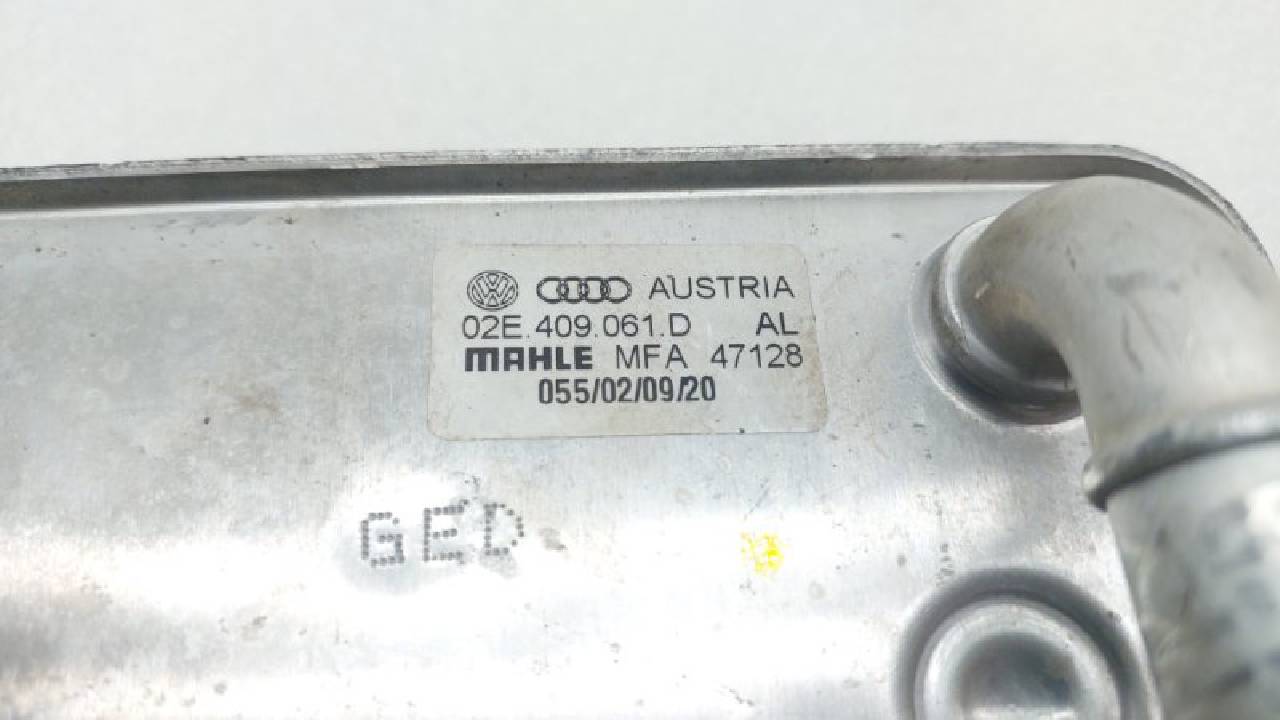 AUSTRIA
02E.409.061.D AL
MAHLE MFA 47128
055/02/09/20
GED